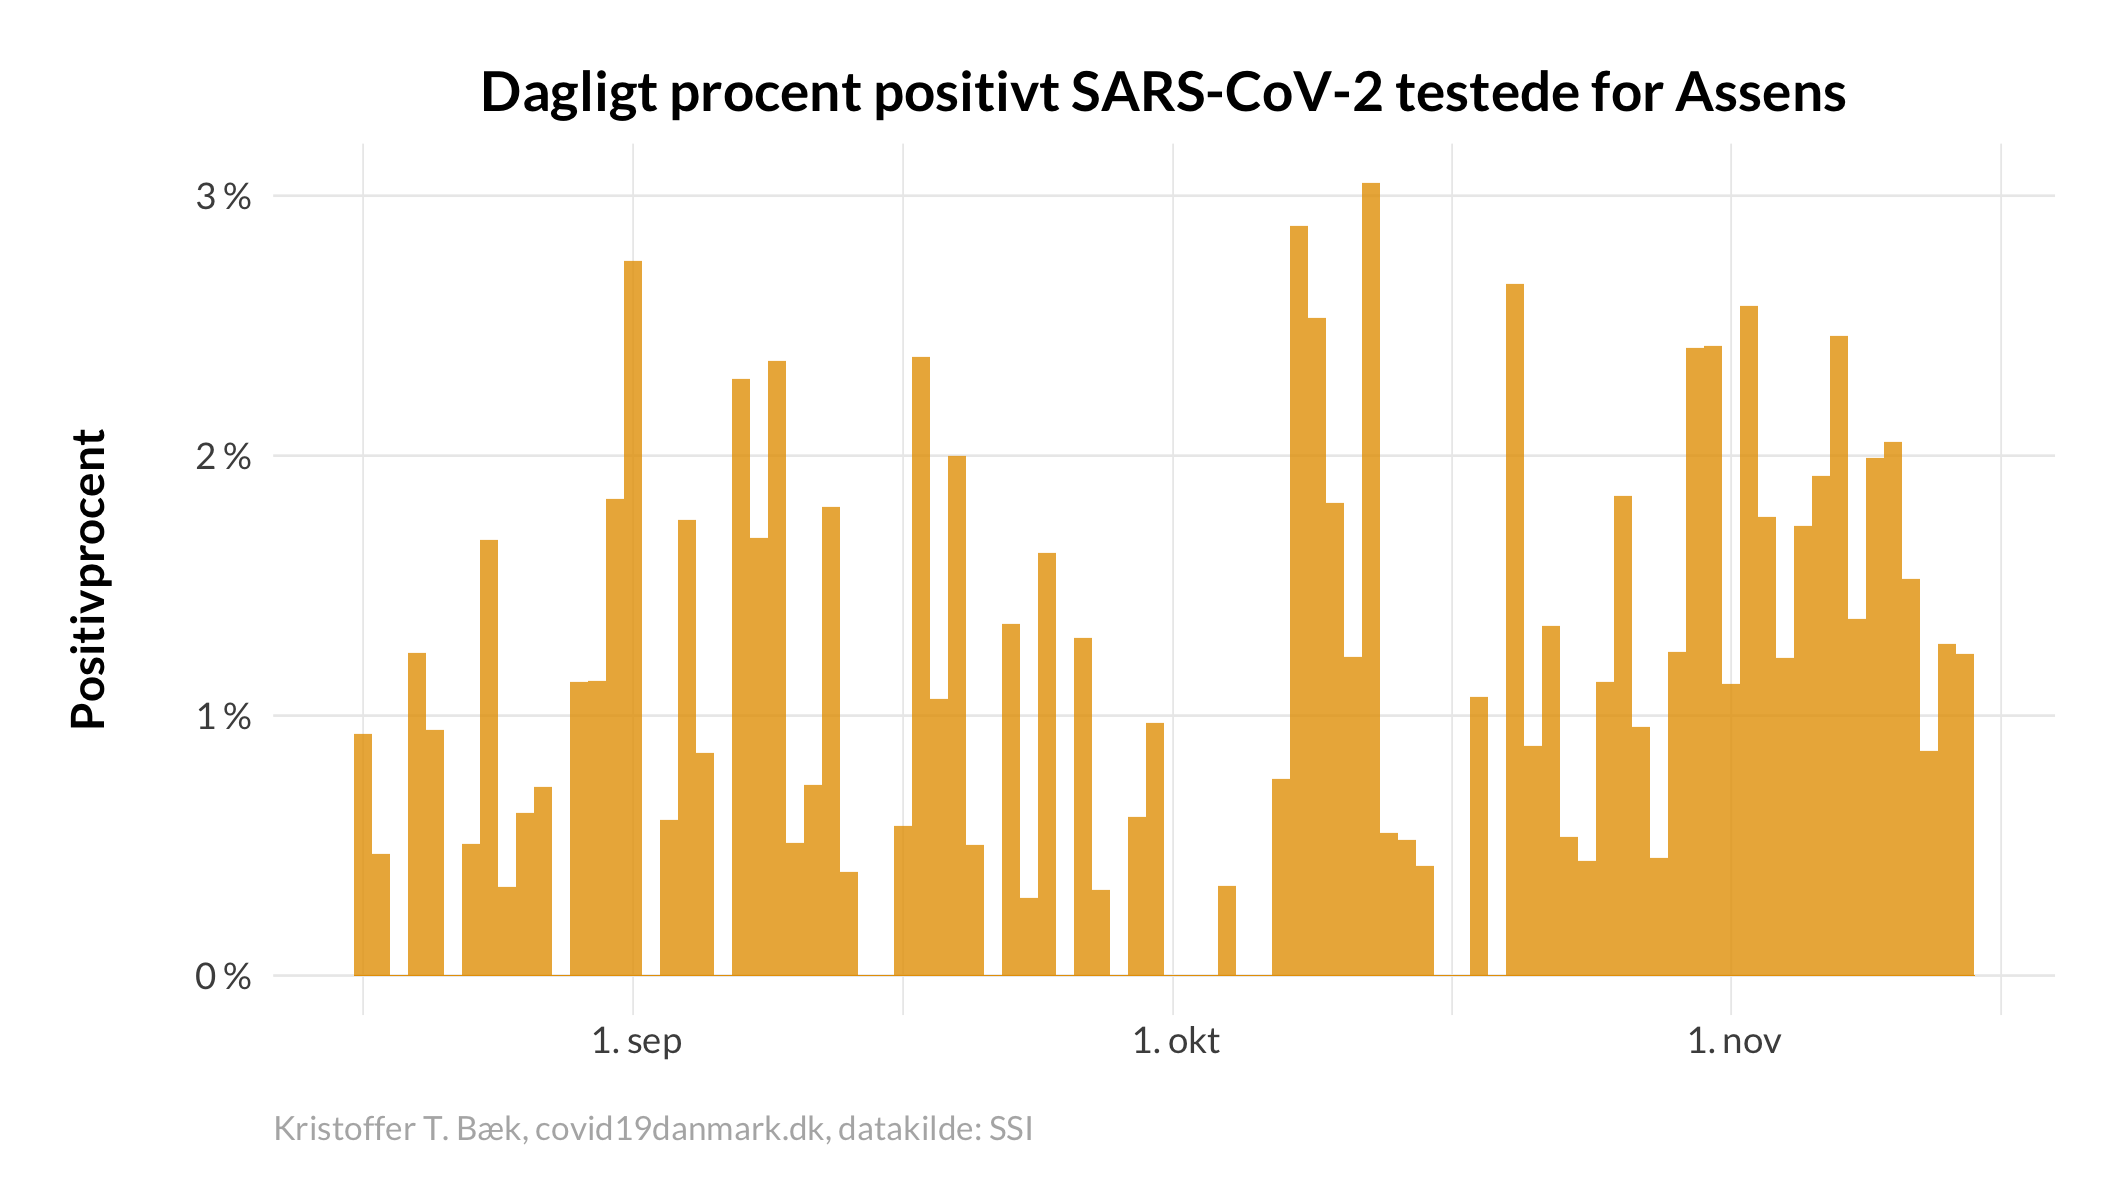 Dagligt procent positivt SARS-CoV-2 testede for Assens
Positivprocent
3 %
2 %
1 %
0 %
1. sep
1. okt
1. nov
Kristoffer T. Bæk, covid19danmark.dk, datakilde: SSI